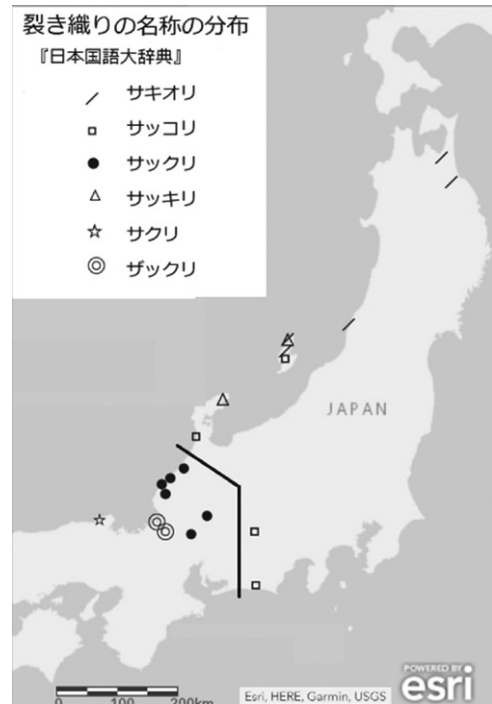 裂き織りの名称の分布
『日本国語大辞典』
サキオリ
サッコリ
サックリ
サッキリ
サクリ
ザックリ
JAPAN
0 100 200km
Esri, HERE, Garmin, USGS
POWERED BY
esri